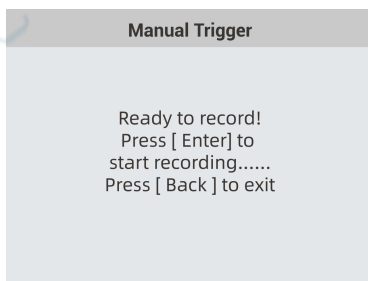 Manual Trigger
Ready to record!
Press [ Enter] to
start recording......
Press [ Back ] to exit